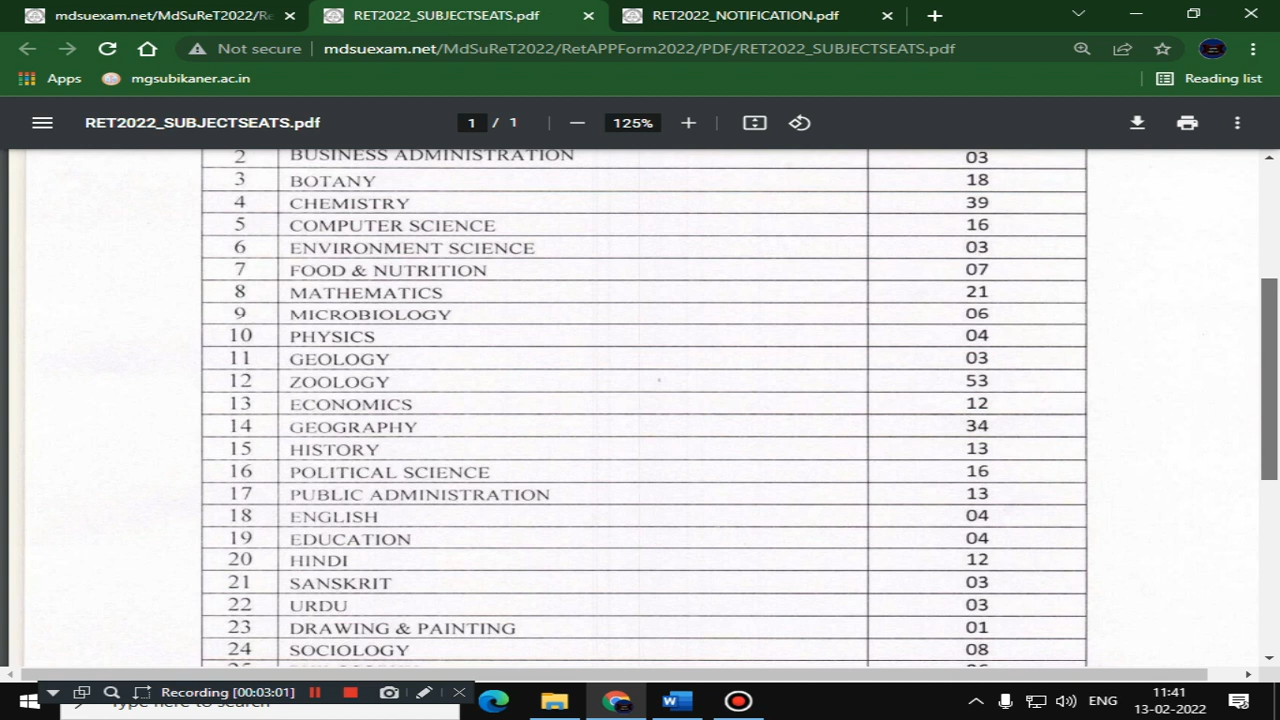 mdsuexam.net/MdSuReT2022/Re
RET2022_SUBJECTSEATS.pdf
RET2022_NOTIFICATION.pdf
Not secure
mdsuexam.net/MdSuReT2022/RetAPPForm2022/PDF/RET2022_SUBJECTSEATS.pdf
Apps
mgsubikaner.ac.in
Reading list
RET2022_SUBJECTSEATS.pdf
1 / 1
125%
2 BUSINESS ADMINISTRATION 03
3 BOTANY 18
4 CHEMISTRY 39
5 COMPUTER SCIENCE 16
6 ENVIRONMENT SCIENCE 03
7 FOOD & NUTRITION 07
8 MATHEMATICS 21
9 MICROBIOLOGY 06
10 PHYSICS 04
11 GEOLOGY 03
12 ZOOLOGY 53
13 ECONOMICS 12
14 GEOGRAPHY 34
15 HISTORY 13
16 POLITICAL SCIENCE 16
17 PUBLIC ADMINISTRATION 13
18 ENGLISH 04
19 EDUCATION 04
20 HINDI 12
21 SANSKRIT 03
22 URDU 03
23 DRAWING & PAINTING 01
24 SOCIOLOGY 08
Recording [00:03:01]
Type here to search
ENG
11:41
13-02-2022